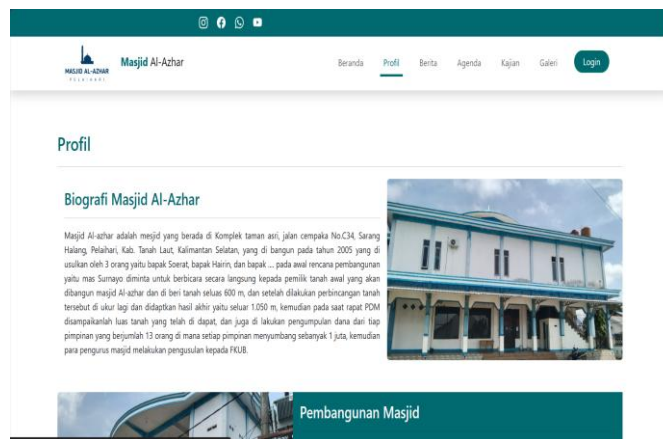 MASJID AL-AZHAR
PELAIHARI
Masjid Al-Azhar
Beranda Profil Berita Agenda Kajian Galeri Login
Profil
Biografi Masjid Al-Azhar
Masjid Al-azhar adalah mesjid yang berada di Komplek taman asri, jalan cempaka No.C34, Sarang
Halang, Pelaihari, Kab. Tanah Laut, Kalimantan Selatan, yang di bangun pada tahun 2005 yang di
usulkan oleh 3 orang yaitu bapak Soerat, bapak Hairin, dan bapak ... pada awal rencana pembangunan
yaitu mas Surnayo diminta untuk berbicara secara langsung kepada pemilik tanah awal yang akan
dibangun masjid Al-azhar dan di beri tanah seluas 600 m, dan setelah dilakukan perbincangan tanah
tersebut di ukur lagi dan didaptkan hasil akhir yaitu seluar 1.050 m, kemudian pada saat rapat PDM
disampaikanlah luas tanah yang telah di dapat, dan juga di lakukan pengumpulan dana dari tiap
pimpinan yang berjumlah 13 orang di mana setiap pimpinan menyumbang sebanyak 1 juta, kemudian
para pengurus masjid melakukan pengusulan kepada FKUB.
Pembangunan Masjid